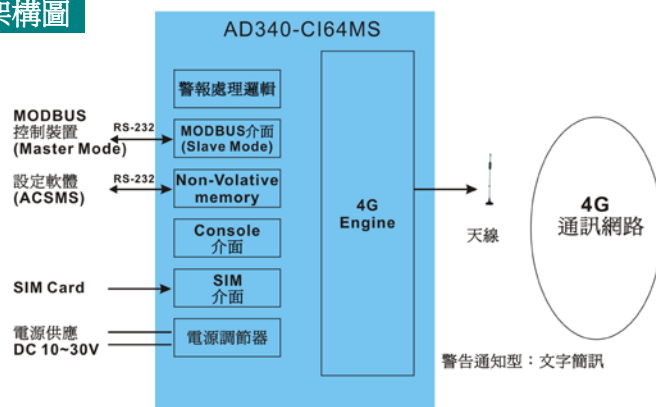 架構圖
AD340-CI64MS
警報處理邏輯
MODBUS
控制裝置
(Master Mode)
RS-232
MODBUS介面
(Slave Mode)
設定軟體
(ACSMS)
RS-232
Non-Volative
memory
Console
介面
SIM Card
SIM
介面
電源供應
DC 10~30V
電源調節器
4G
Engine
天線
4G
通訊網路
警告通知型：文字簡訊